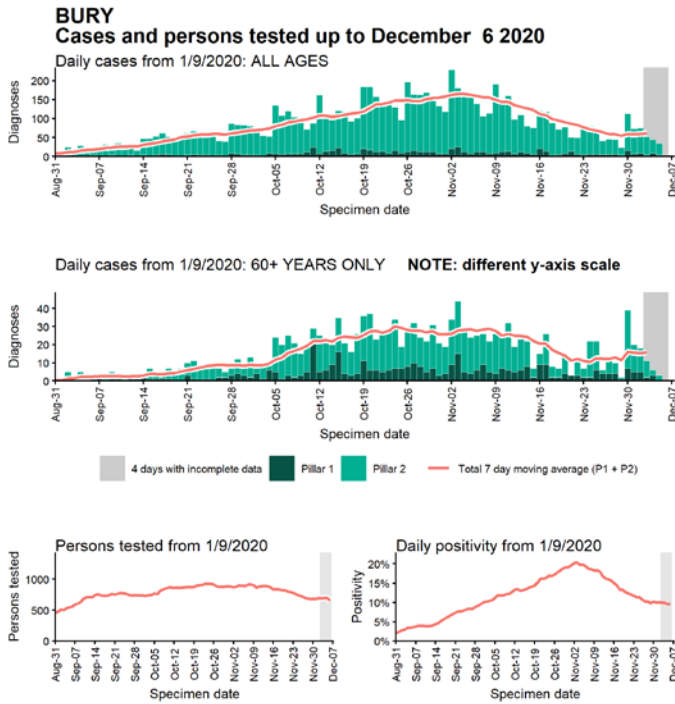 BURY
Cases and persons tested up to December 6 2020
Daily cases from 1/9/2020: ALL AGES
Diagnoses
200
150
100
50
0
Aug-31 Sep-07 Sep-14 Sep-21 Sep-28 Oct-05 Oct-12 Oct-19 Oct-26 Nov-02 Nov-09 Nov-16 Nov-23 Nov-30 Dec-07
Specimen date
Daily cases from 1/9/2020: 60+ YEARS ONLY NOTE: different y-axis scale
Diagnoses
40
30
20
10
0
Aug-31 Sep-07 Sep-14 Sep-21 Sep-28 Oct-05 Oct-12 Oct-19 Oct-26 Nov-02 Nov-09 Nov-16 Nov-23 Nov-30 Dec-07
Specimen date
4 days with incomplete data Pillar 1 Pillar 2 Total 7 day moving average (P1 + P2)
Persons tested from 1/9/2020
Persons tested
1000
500
0
Aug-31 Sep-07 Sep-14 Sep-21 Sep-28 Oct-05 Oct-12 Oct-19 Oct-26 Nov-02 Nov-09 Nov-16 Nov-23 Nov-30 Dec-07
Specimen date
Daily positivity from 1/9/2020
Positivity
20%
15%
10%
5%
0%
Aug-31 Sep-07 Sep-14 Sep-21 Sep-28 Oct-05 Oct-12 Oct-19 Oct-26 Nov-02 Nov-09 Nov-16 Nov-23 Nov-30 Dec-07
Specimen date